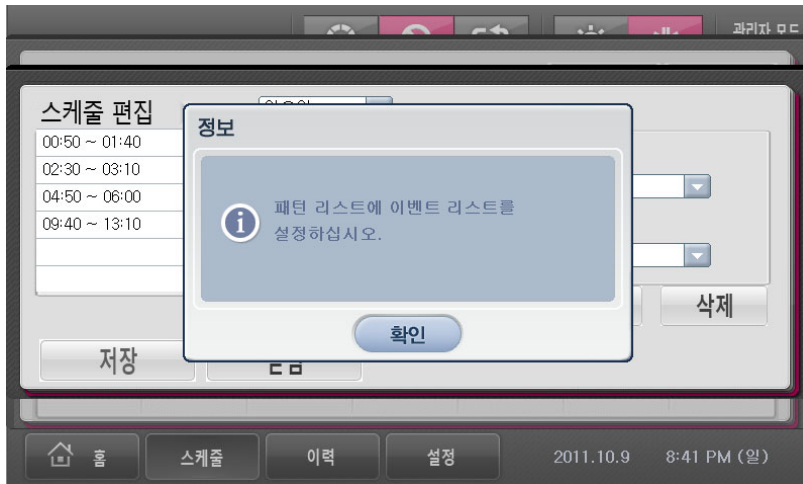 관리자 모드
스케줄 편집
00:50 ~ 01:40
02:30 ~ 03:10
04:50 ~ 06:00
09:40 ~ 13:10
정보
패턴 리스트에 이벤트 리스트를
설정하십시오.
확인
삭제
저장
홈
스케줄
이력
설정
2011.10.9
8:41 PM (일)